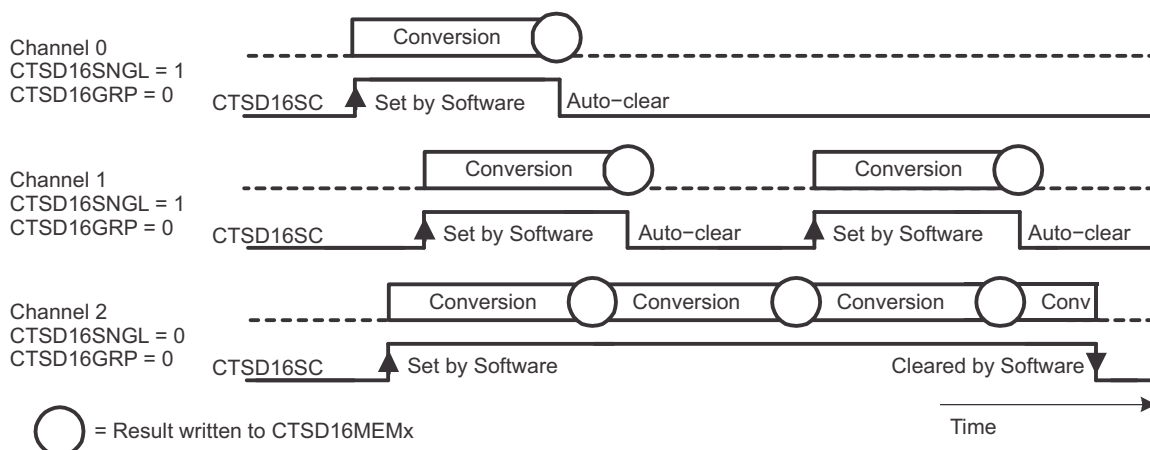 Channel 0
CTSD16SNGL = 1
CTSD16GRP = 0
Conversion
CTSD16SC
Set by Software
Auto−clear
Channel 1
CTSD16SNGL = 1
CTSD16GRP = 0
Conversion
Conversion
CTSD16SC
Set by Software
Auto−clear
Set by Software
Auto−clear
Channel 2
CTSD16SNGL = 0
CTSD16GRP = 0
Conversion
Conversion
Conversion
Conv
CTSD16SC
Set by Software
Cleared by Software
= Result written to CTSD16MEMx
Time